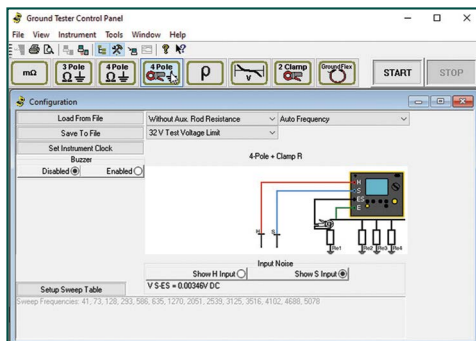 Ground Tester Control Panel
File View Instrument Tools Window Help
mΩ
3 Pole
Ω
4 Pole
Ω
4 Pole
ρ
V
2 Clamp
GroundFlex
START
STOP
Configuration
Load From File
Without Aux. Rod Resistance
Auto Frequency
Save To File
32 V Test Voltage Limit
Set Instrument Clock
Buzzer
Disabled
Enabled
4-Pole + Clamp R
H
S
ES
E
H
S
Re1
Re2
Re3
Re4
Input Noise
Show H Input
Show S Input
Setup Sweep Table
V S-ES = 0.00346V DC
Sweep Frequencies: 41, 73, 128, 293, 586, 635, 1270, 2051, 2539, 3125, 3516, 4102, 4688, 5078